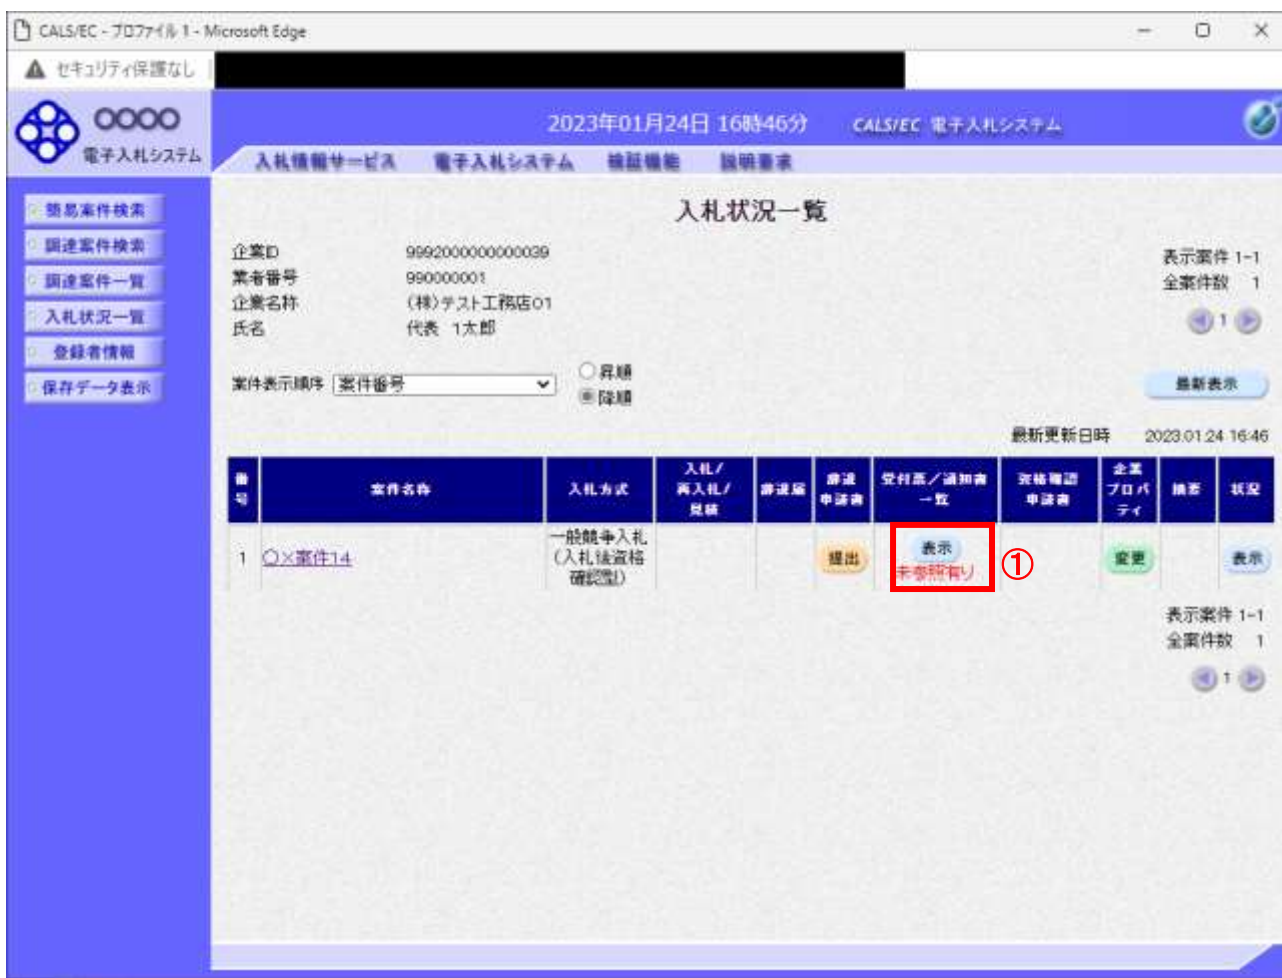 CALS/EC - プロファイル 1 - Microsoft Edge
セキュリティ保護なし
○○○○
電子入札システム
2023年01月24日 16時46分
CALS/EC 電子入札システム
入札情報サービス
電子入札システム
検証機能
説明要求
簡易案件検索
調達案件検索
調達案件一覧
入札状況一覧
登録者情報
保存データ表示
入札状況一覧
企業ID 9992000000000039
業者番号 990000001
企業名称 (株)テスト工務店01
氏名 代表 1太郎
表示案件 1-1
全案件数 1
1
案件表示順序 案件番号
昇順
降順
最新表示
最新更新日時 2023.01.24 16:46
番号
案件名称
入札方式
入札/
再入札/
見積
辞退届
辞退
申請書
受付票/通知書
一覧
資格確認
申請書
企業
プロパ
ティ
摘要
状況
1 ○×案件14
一般競争入札
(入札後資格
確認型)
提出
表示
未参照有り
①
変更
表示
表示案件 1-1
全案件数 1
1